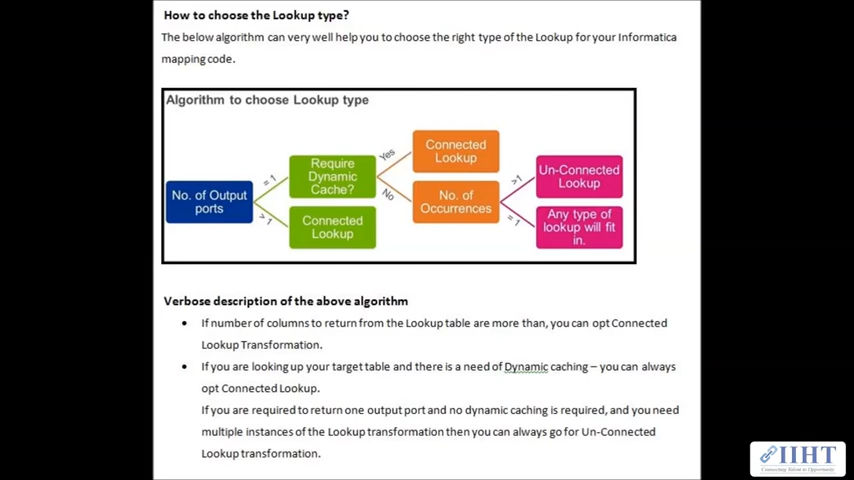 How to choose the Lookup type?
The below algorithm can very well help you to choose the right type of the Lookup for your Informatica
mapping code.
Algorithm to choose Lookup type
No. of Output
ports
= 1
> 1
Require
Dynamic
Cache?
Connected
Lookup
Yes
No
Connected
Lookup
No. of
Occurrences
>1
= 1
Un-Connected
Lookup
Any type of
lookup will fit
in.
Verbose description of the above algorithm
• If number of columns to return from the Lookup table are more than, you can opt Connected
Lookup Transformation.
• If you are looking up your target table and there is a need of Dynamic caching – you can always
opt Connected Lookup.
If you are required to return one output port and no dynamic caching is required, and you need
multiple instances of the Lookup transformation then you can always go for Un-Connected
Lookup transformation.
IIHT
Connecting Talent to Opportunity